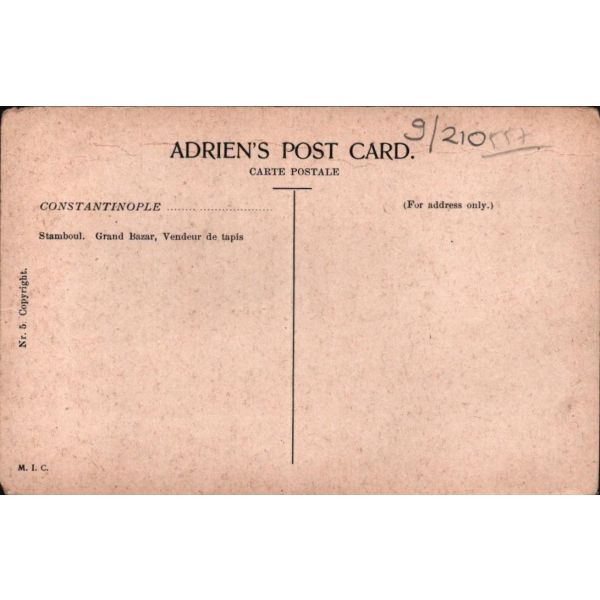 9/210
ADRIEN'S POST CARD.
CARTE POSTALE
CONSTANTINOPLE ......................
(For address only.)
Stamboul. Grand Bazar, Vendeur de tapis
Nr. 5. Copyright.
M. I. C.